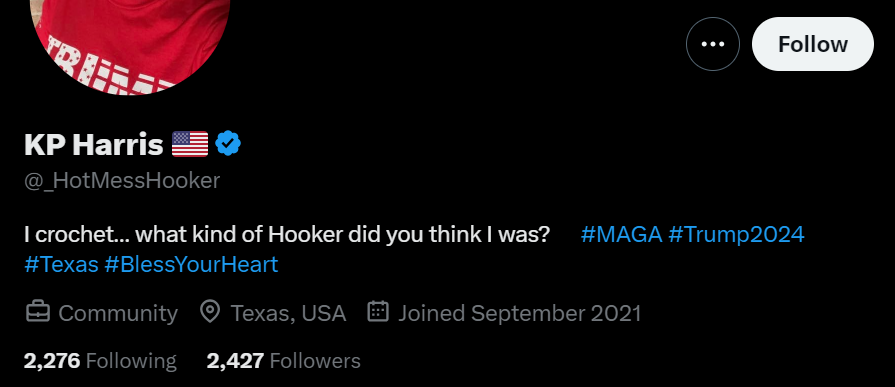 TRUMP
Follow
KP Harris
@_HotMessHooker
I crochet... what kind of Hooker did you think I was? #MAGA #Trump2024
#Texas #BlessYourHeart
Community Texas, USA Joined September 2021
2,276 Following 2,427 Followers